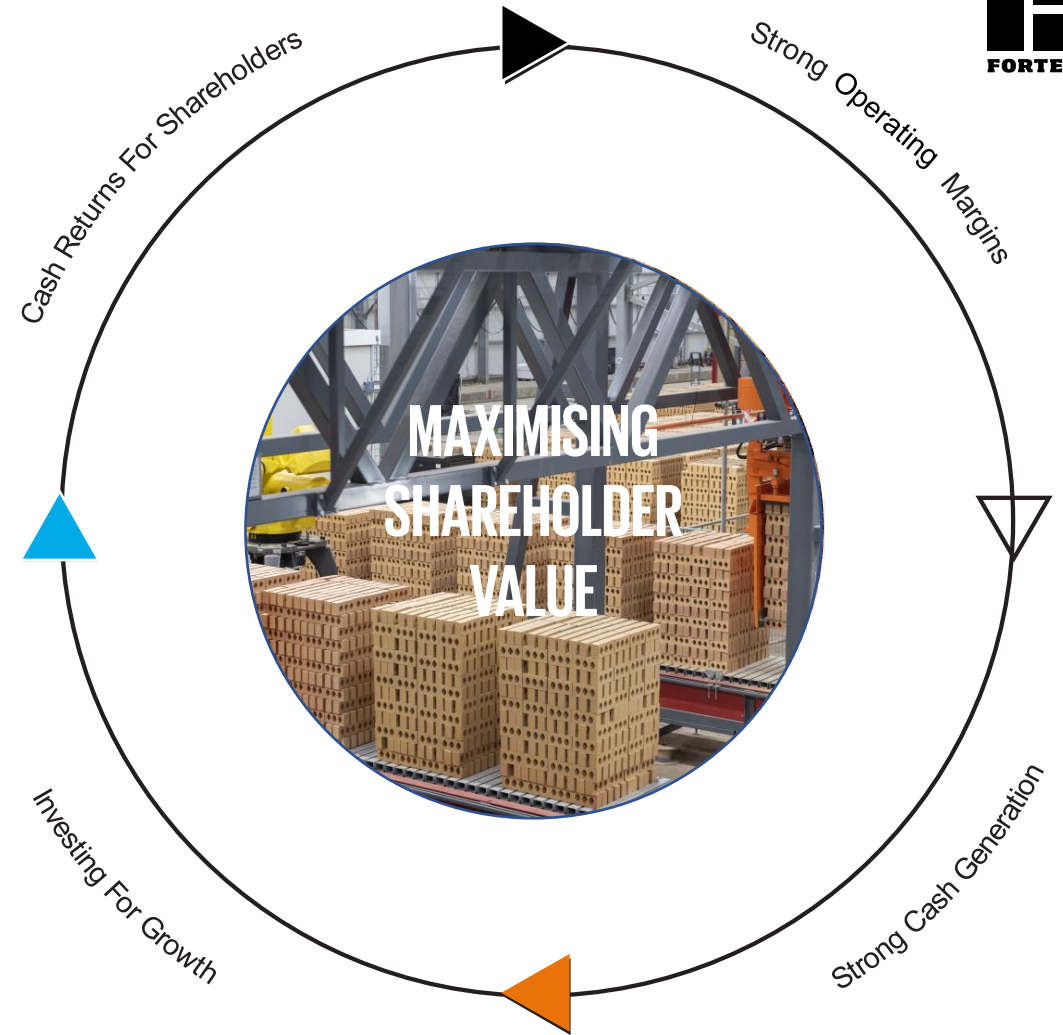 Cash Returns For Shareholders
Strong Operating Margins
FORTE
MAXIMISING
SHAREHOLDER
VALUE
Investing For Growth
Strong Cash Generation